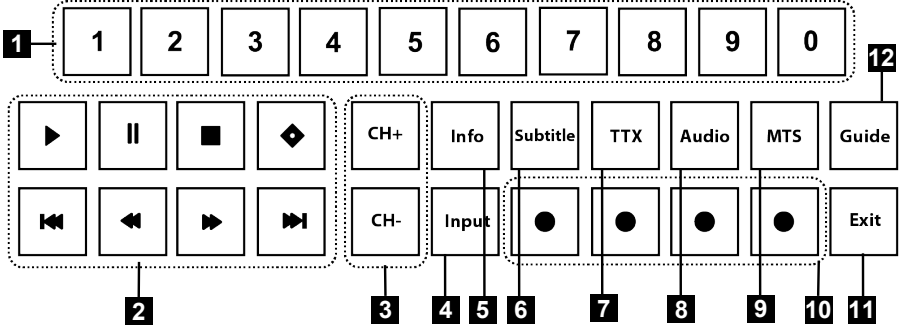 1 1 2 3 4 5 6 7 8 9 0
12
CH+ Info Subtitle TTX Audio MTS Guide
CH- Input Exit
2 3 4 5 6 7 8 9 10 11